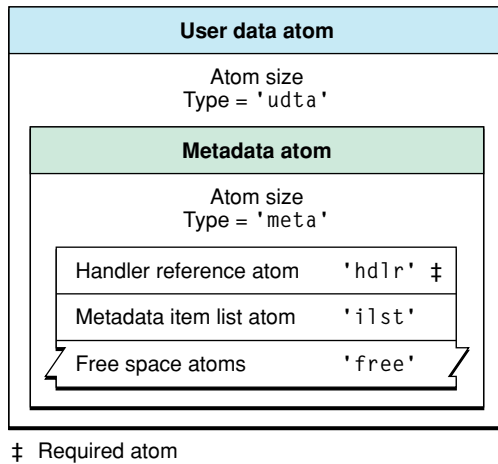 User data atom
Atom size
Type = 'udta'
Metadata atom
Atom size
Type = 'meta'
Handler reference atom 'hdlr' ‡
Metadata item list atom 'ilst'
Free space atoms 'free'
‡ Required atom